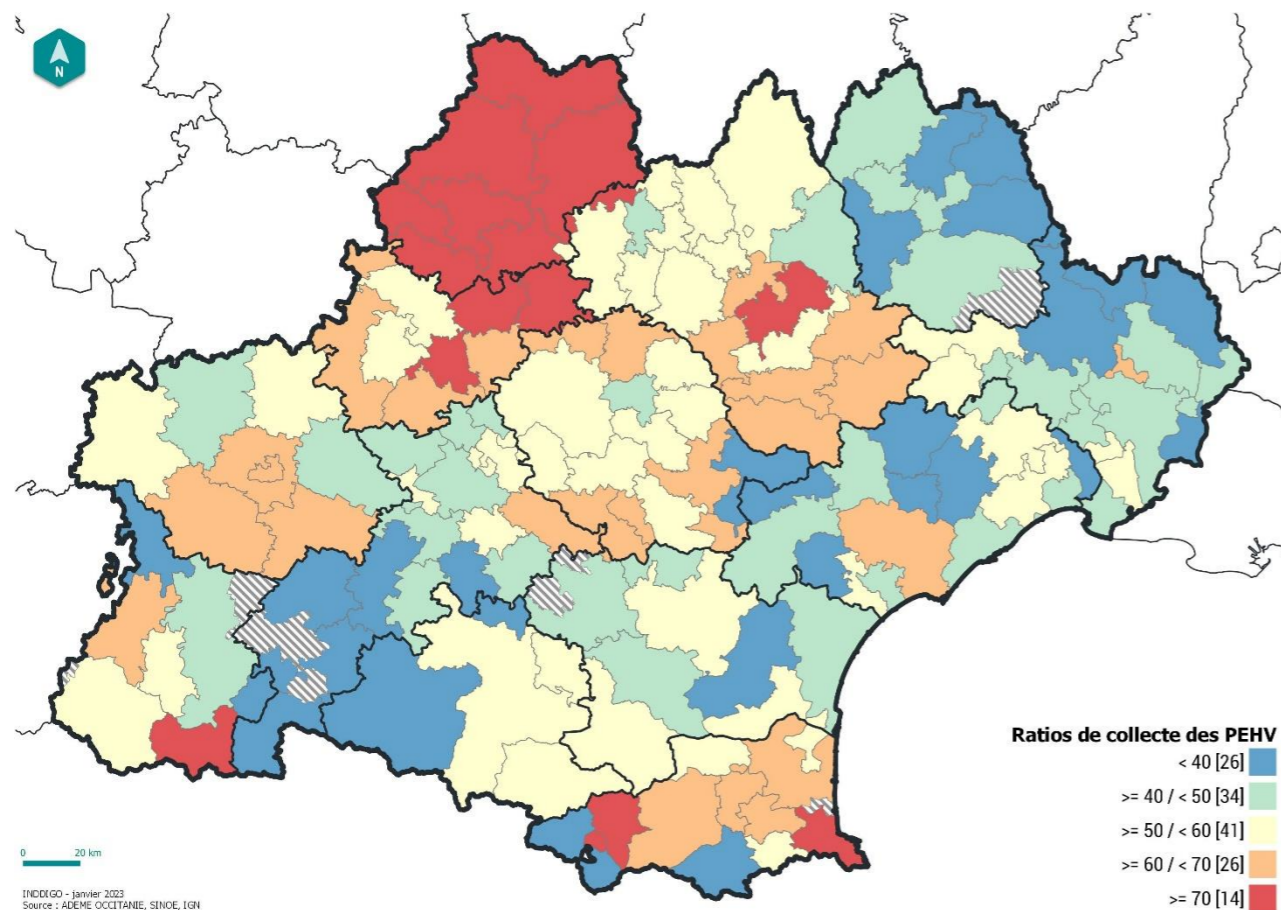 N
Ratios de collecte des PEHV
< 40 [26]
>= 40 / < 50 [34]
>= 50 / < 60 [41]
>= 60 / < 70 [26]
>= 70 [14]
0 20 km
INDDIGO - janvier 2023
Source : ADEME OCCITANIE, SINOE, IGN